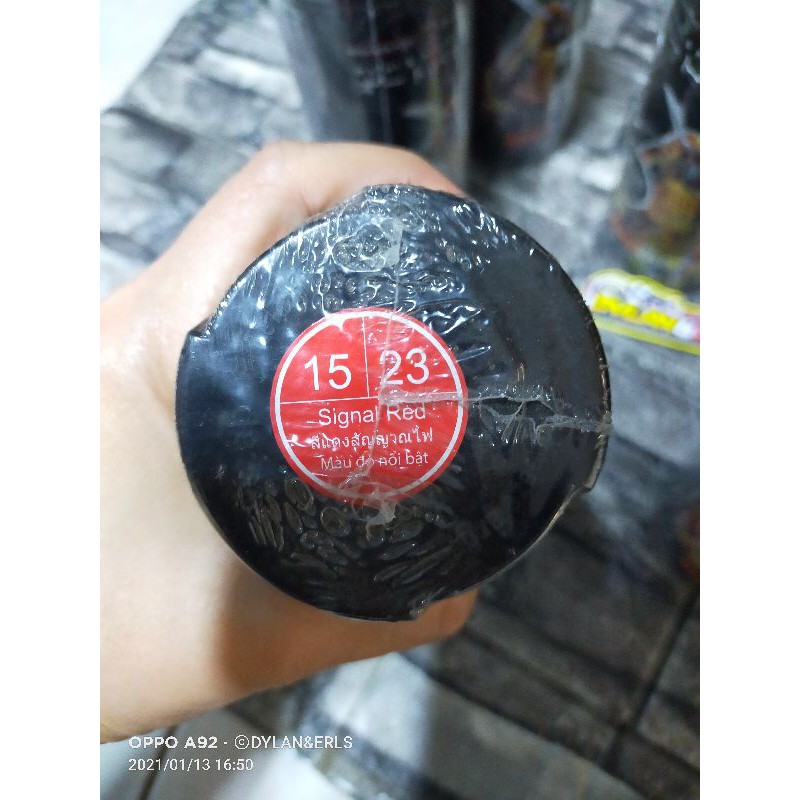 15 23
Signal Red
สีแดงสัญญาณไฟ
Màu đỏ nổi bật
OPPO A92 · ⓒDYLAN&ERLS
2021/01/13 16:50